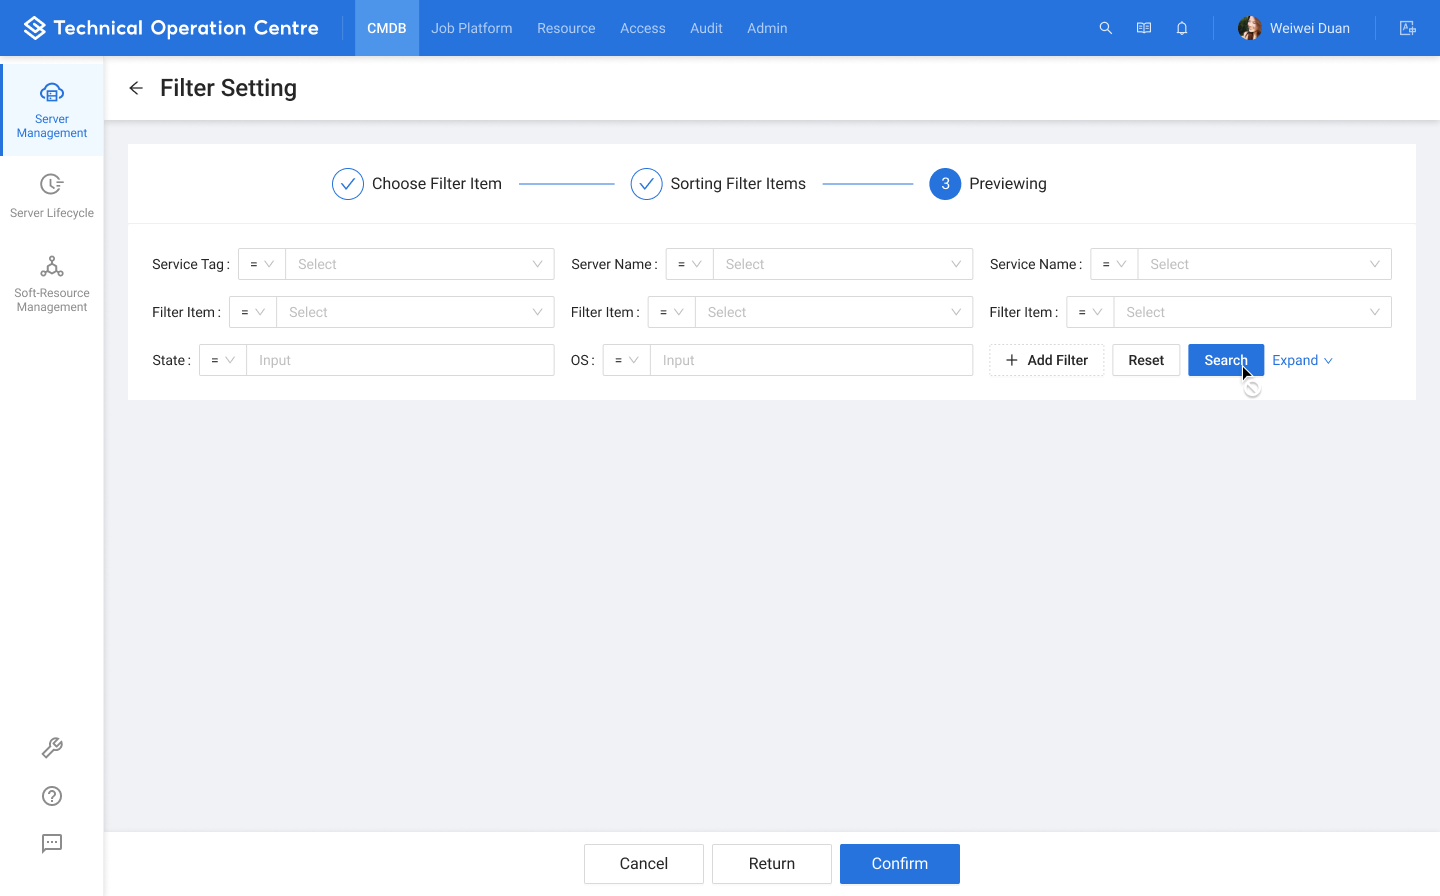 Technical Operation Centre CMDB Job Platform Resource Access Audit Admin Weiwei Duan
Server
Management
Server Lifecycle
Soft-Resource
Management
Filter Setting
Choose Filter Item Sorting Filter Items 3 Previewing
Service Tag : = Select Server Name : = Select Service Name : = Select
Filter Item : = Select Filter Item : = Select Filter Item : = Select
State : = Input OS : = Input + Add Filter Reset Search Expand
Cancel Return Confirm